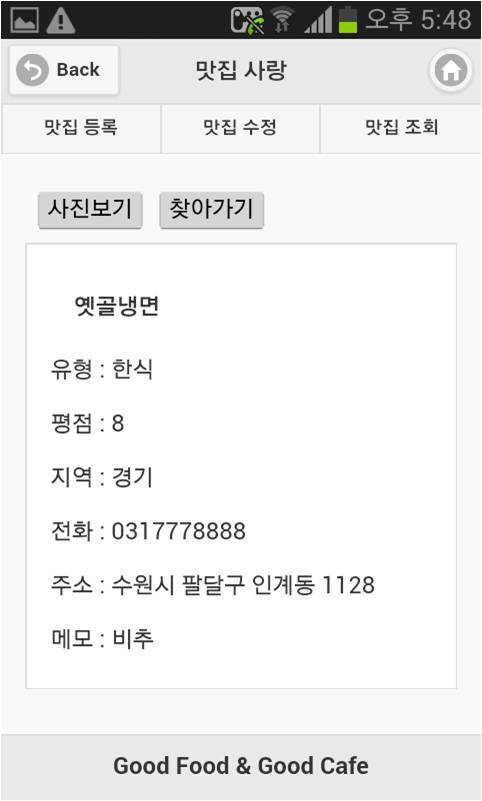 오후 5:48
Back
맛집 사랑
맛집 등록 맛집 수정 맛집 조회
사진보기 찾아가기
옛골냉면
유형 : 한식
평점 : 8
지역 : 경기
전화 : 0317778888
주소 : 수원시 팔달구 인계동 1128
메모 : 비추
Good Food & Good Cafe